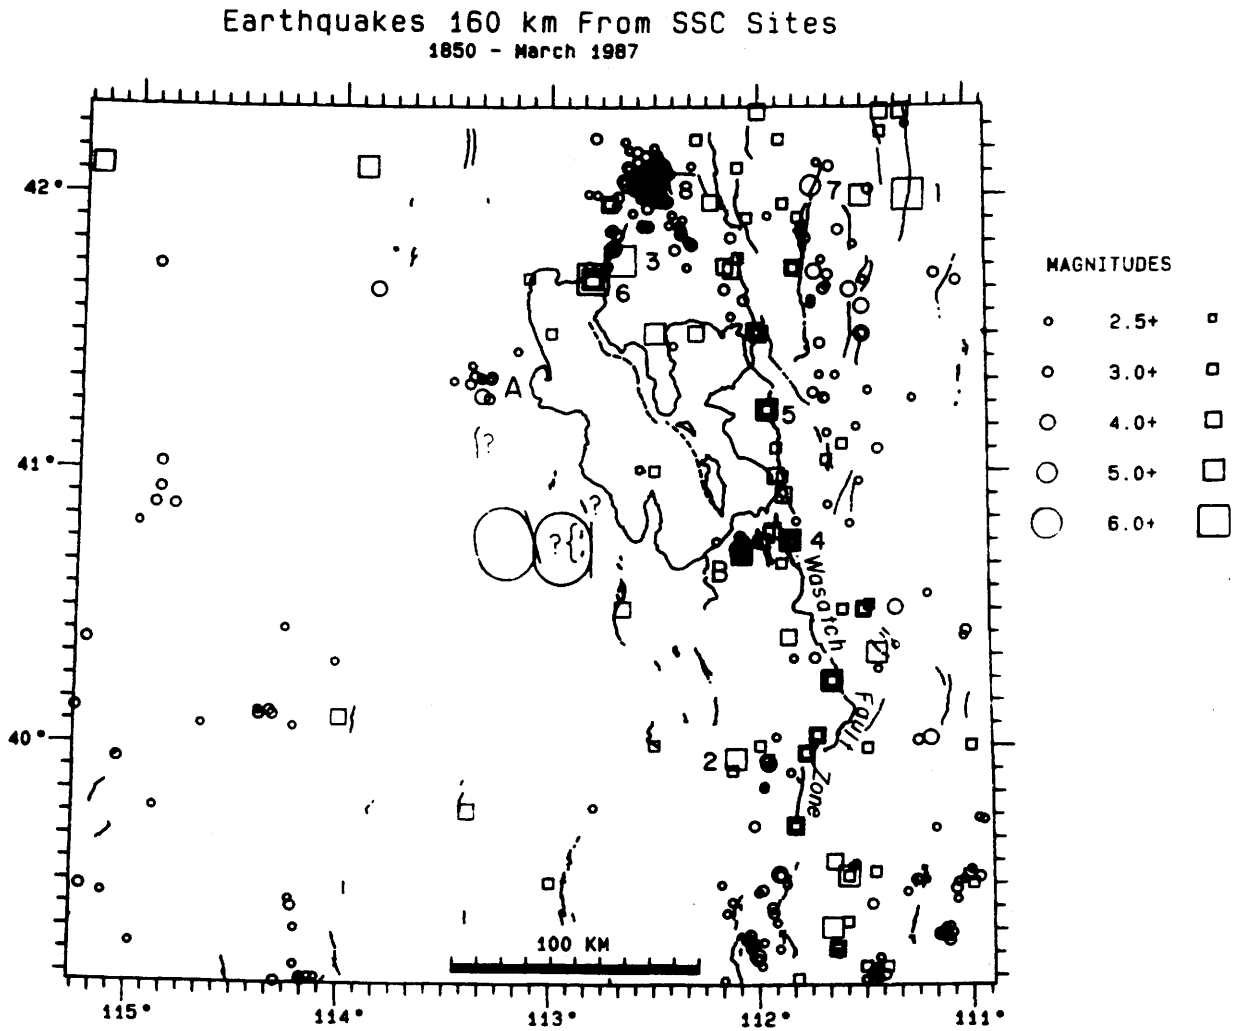 Earthquakes 160 km From SSC Sites
1850 - March 1987
42°
41°
40°
8
7
1
3
6
A
5
?
?
?
4
B
Wasatch
Fault
Zone
2
100 KM
115°
114°
113°
112°
111°
MAGNITUDES
2.5+
3.0+
4.0+
5.0+
6.0+